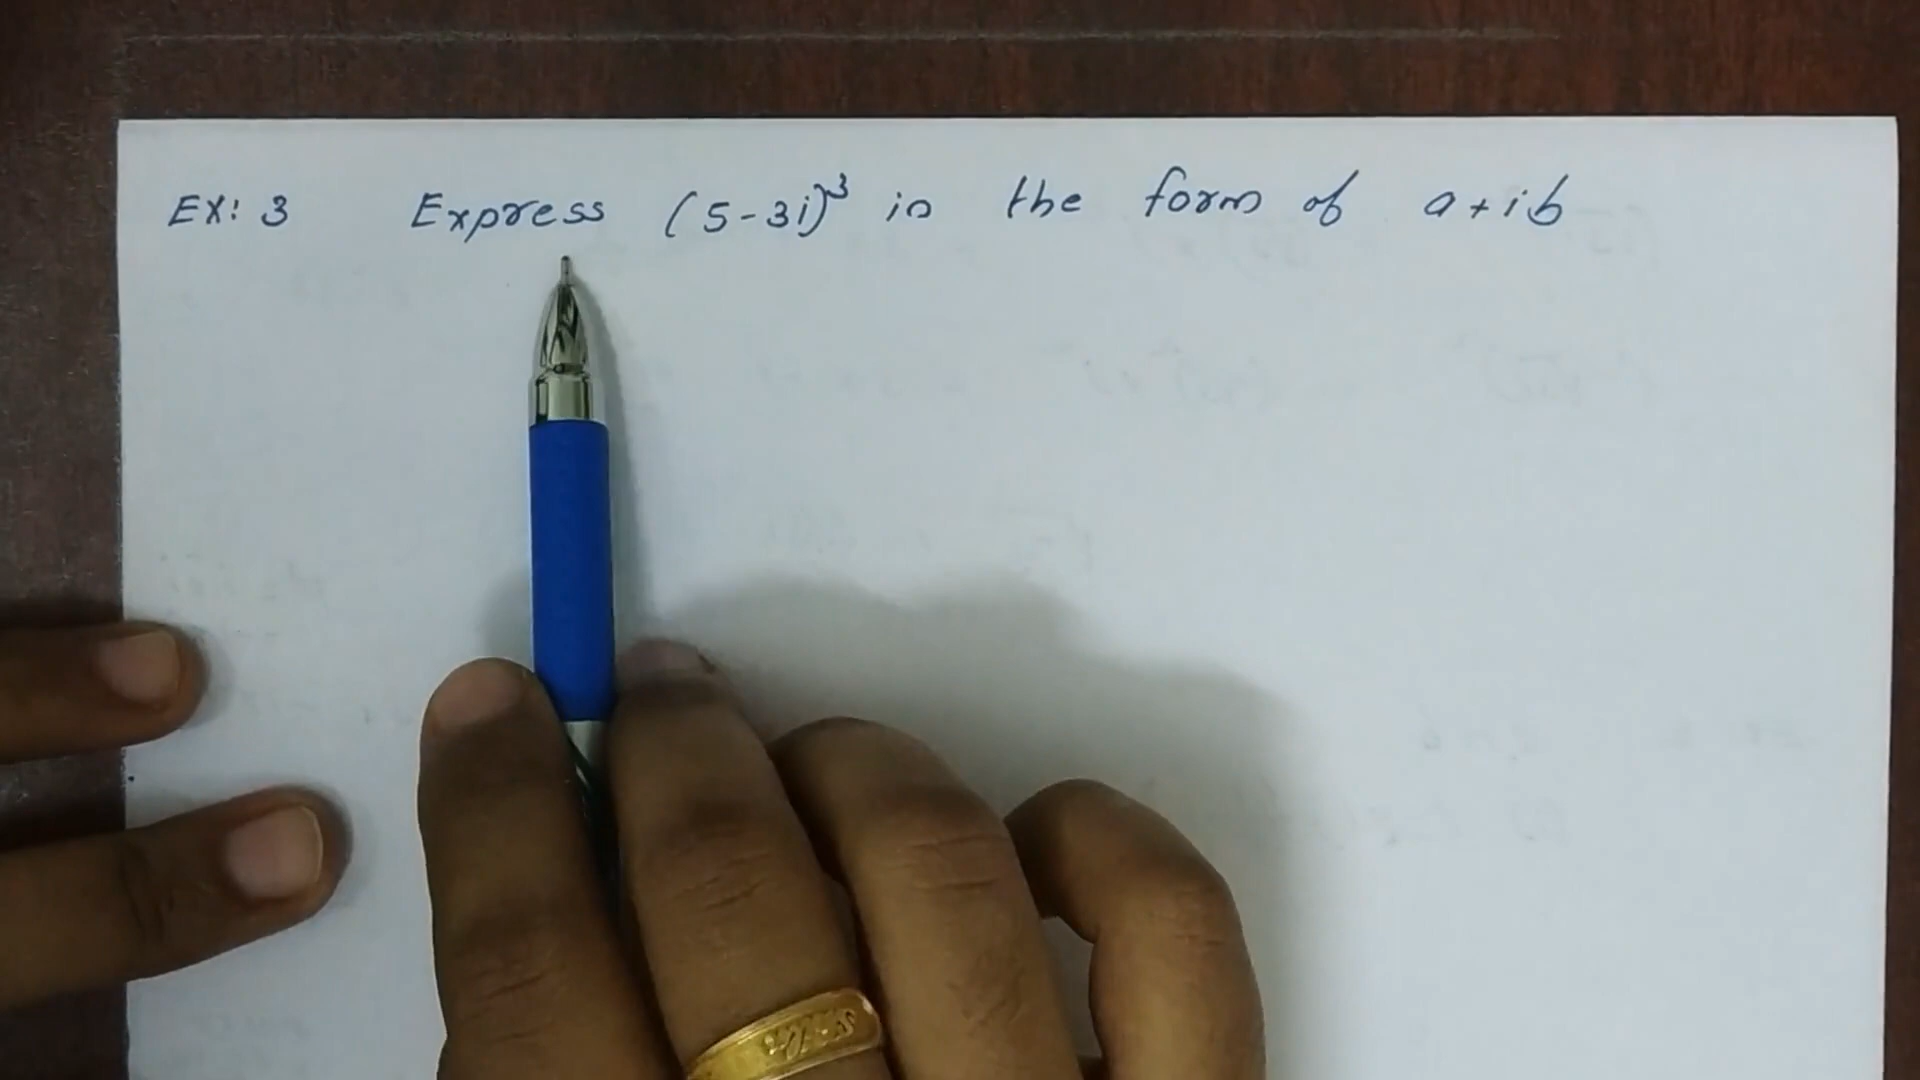 EX: 3 Express (5-3i)³ in the form of a+ib